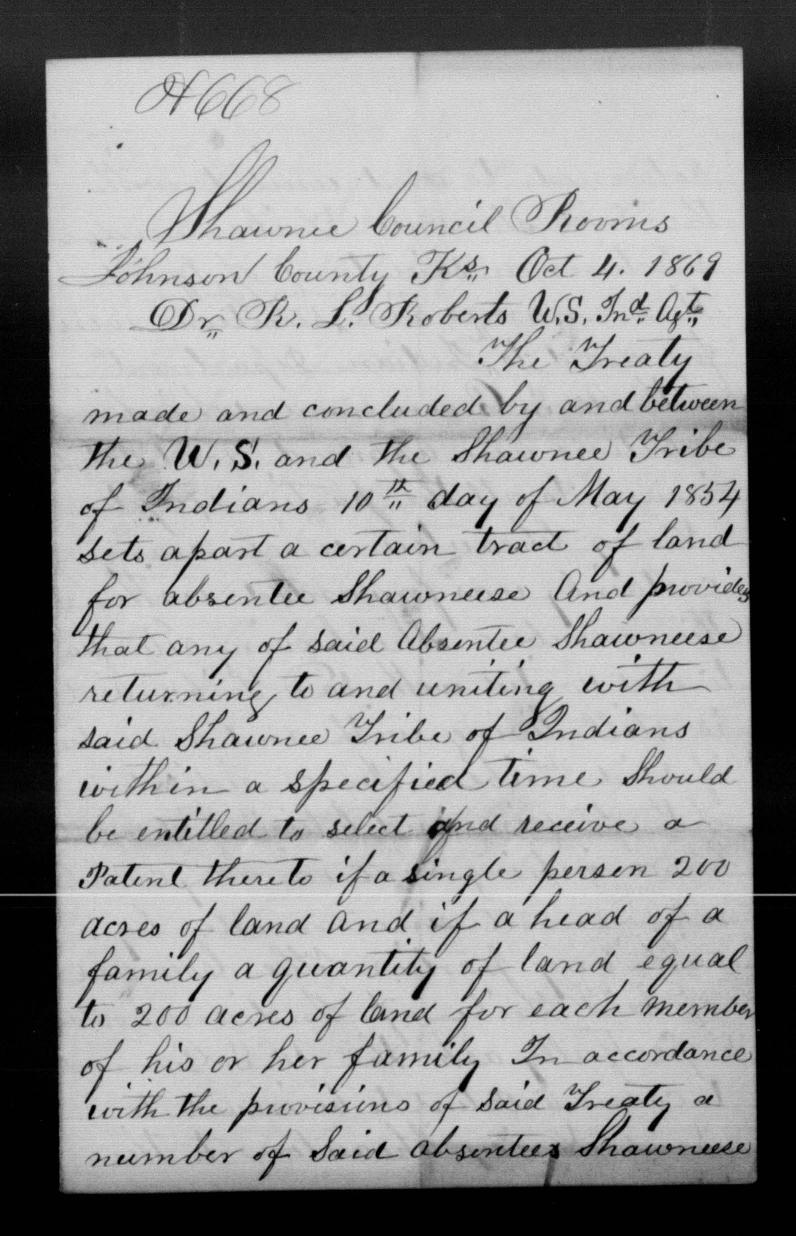 H668
Shawnee Council Rooms
Johnson County Ks. Oct 4. 1869
Dr. R. L. Roberts U.S. Ind. Agt.
The Treaty
made and concluded by and between
the U.S. and the Shawnee Tribe
of Indians 10th day of May 1854
sets apart a certain tract of land
for absentee Shawneese And provides
that any of said Absentee Shawneese
returning to and uniting with
said Shawnee Tribe of Indians
within a specified time should
be entitled to select and receive a
Patent thereto if a single person 200
acres of land and if a head of a
family a quantity of land equal
to 200 acres of land for each member
of his or her family In accordance
with the provisions of said Treaty a
number of Said absentees Shawneese